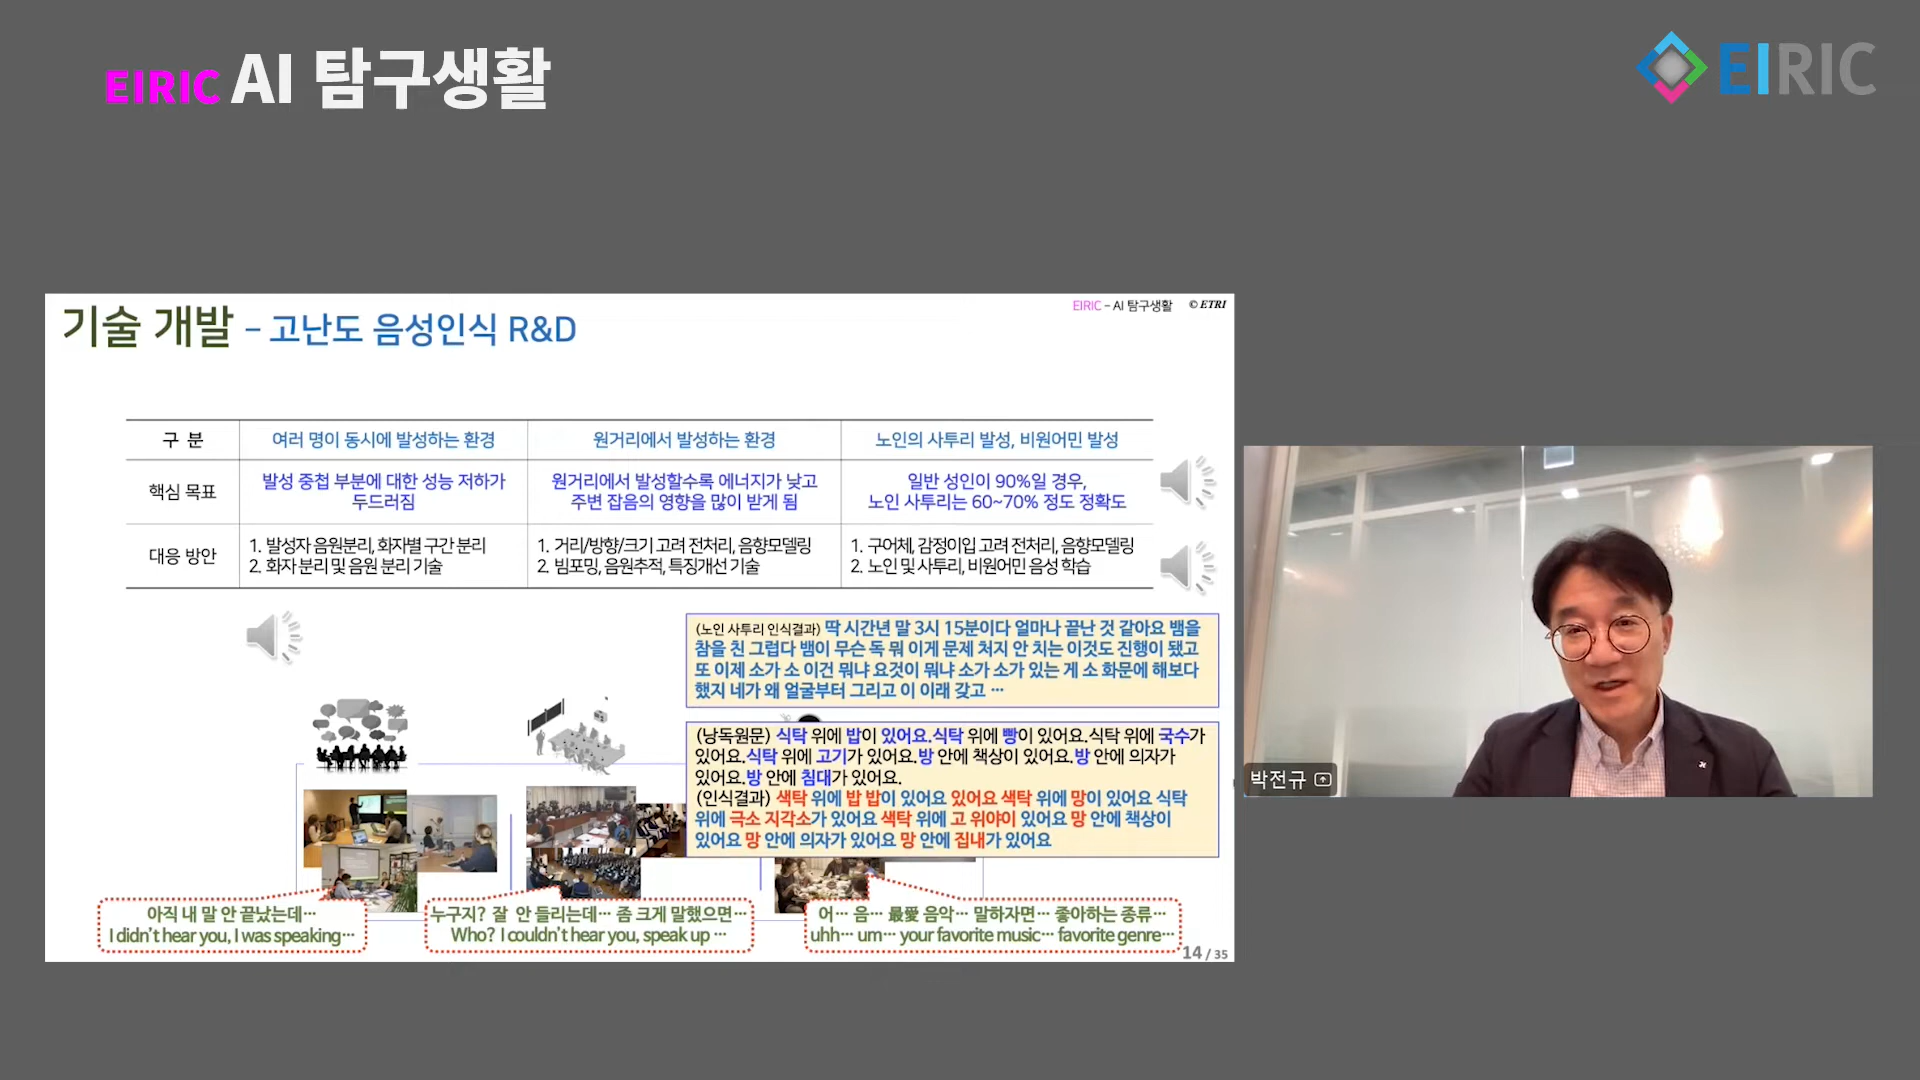 EIRIC AI 탐구생활
EIRIC
기술 개발 – 고난도 음성인식 R&D
EIRIC – AI 탐구생활 © ETRI
구 분
여러 명이 동시에 발성하는 환경
원거리에서 발성하는 환경
노인의 사투리 발성, 비원어민 발성
핵심 목표
발성 중첩 부분에 대한 성능 저하가
두드러짐
원거리에서 발성할수록 에너지가 낮고
주변 잡음의 영향을 많이 받게 됨
일반 성인이 90%일 경우,
노인 사투리는 60~70% 정도 정확도
대응 방안
1. 발성자 음원분리, 화자별 구간 분리
2. 화자 분리 및 음원 분리 기술
1. 거리/방향/크기 고려 전처리, 음향모델링
2. 빔포밍, 음원추적, 특징개선 기술
1. 구어체, 감정이입 고려 전처리, 음향모델링
2. 노인 및 사투리, 비원어민 음성 학습
(노인 사투리 인식결과) 딱 시간년 말 3시 15분이다 얼마나 끝난 것 같아요 뱀을
참을 친 그럽다 뱀이 무슨 독 뭐 이게 문제 처지 안 치는 이것도 진행이 됐고
또 이제 소가 소 이건 뭐냐 요것이 뭐냐 소가 소가 있는 게 소 화문에 해보다
했지 네가 왜 얼굴부터 그리고 이 이래 갖고 …
(낭독원문) 식탁 위에 밥이 있어요.식탁 위에 빵이 있어요.식탁 위에 국수가
있어요.식탁 위에 고기가 있어요.방 안에 책상이 있어요.방 안에 의자가
있어요.방 안에 침대가 있어요.
(인식결과) 색탁 위에 밥 밥이 있어요 있어요 색탁 위에 망이 있어요 식탁
위에 극소 지각소가 있어요 색탁 위에 고 위야이 있어요 망 안에 책상이
있어요 망 안에 의자가 있어요 망 안에 집내가 있어요
아직 내 말 안 끝났는데…
I didn't hear you, I was speaking…
누구지? 잘 안 들리는데… 좀 크게 말했으면…
Who? I couldn't hear you, speak up …
어… 음… 最愛 음악… 말하자면… 좋아하는 종류…
uhh… um… your favorite music… favorite genre…
14 / 35
박전규